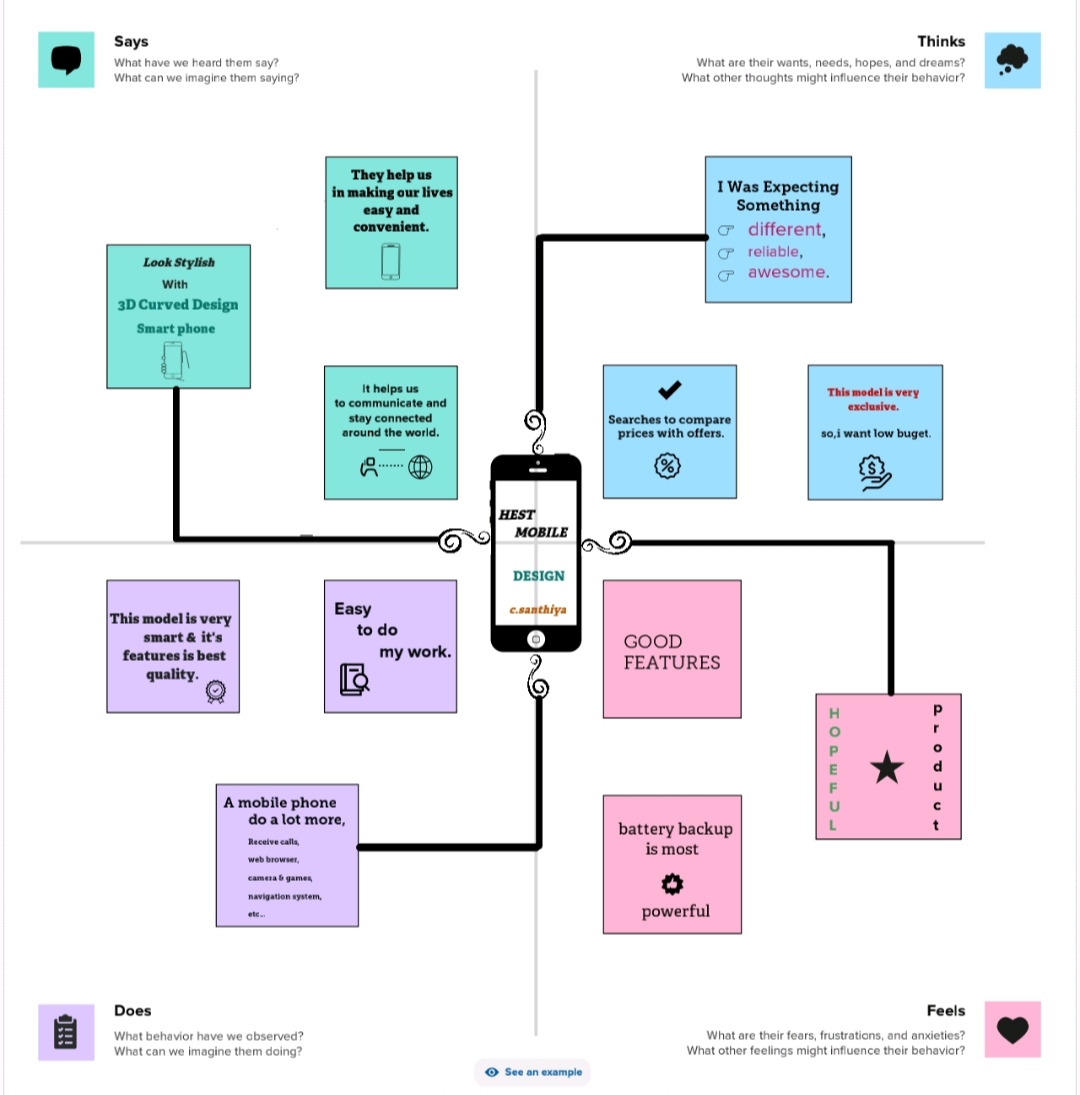 Says
What have we heard them say?
What can we imagine them saying?
Thinks
What are their wants, needs, hopes, and dreams?
What other thoughts might influence their behavior?
They help us
in making our lives
easy and
convenient.
Look Stylish
With
3D Curved Design
Smart phone
It helps us
to communicate and
stay connected
around the world.
I Was Expecting
Something
different,
reliable,
awesome.
Searches to compare
prices with offers.
This model is very
exclusive.
so,i want low buget.
HEST
MOBILE
DESIGN
c.santhiya
This model is very
smart & it's
features is best
quality.
Easy
to do
my work.
A mobile phone
do a lot more,
Receive calls,
web browser,
camera & games,
navigation system,
etc...
GOOD
FEATURES
HOPEFUL
product
battery backup
is most
powerful
Does
What behavior have we observed?
What can we imagine them doing?
Feels
What are their fears, frustrations, and anxieties?
What other feelings might influence their behavior?
See an example